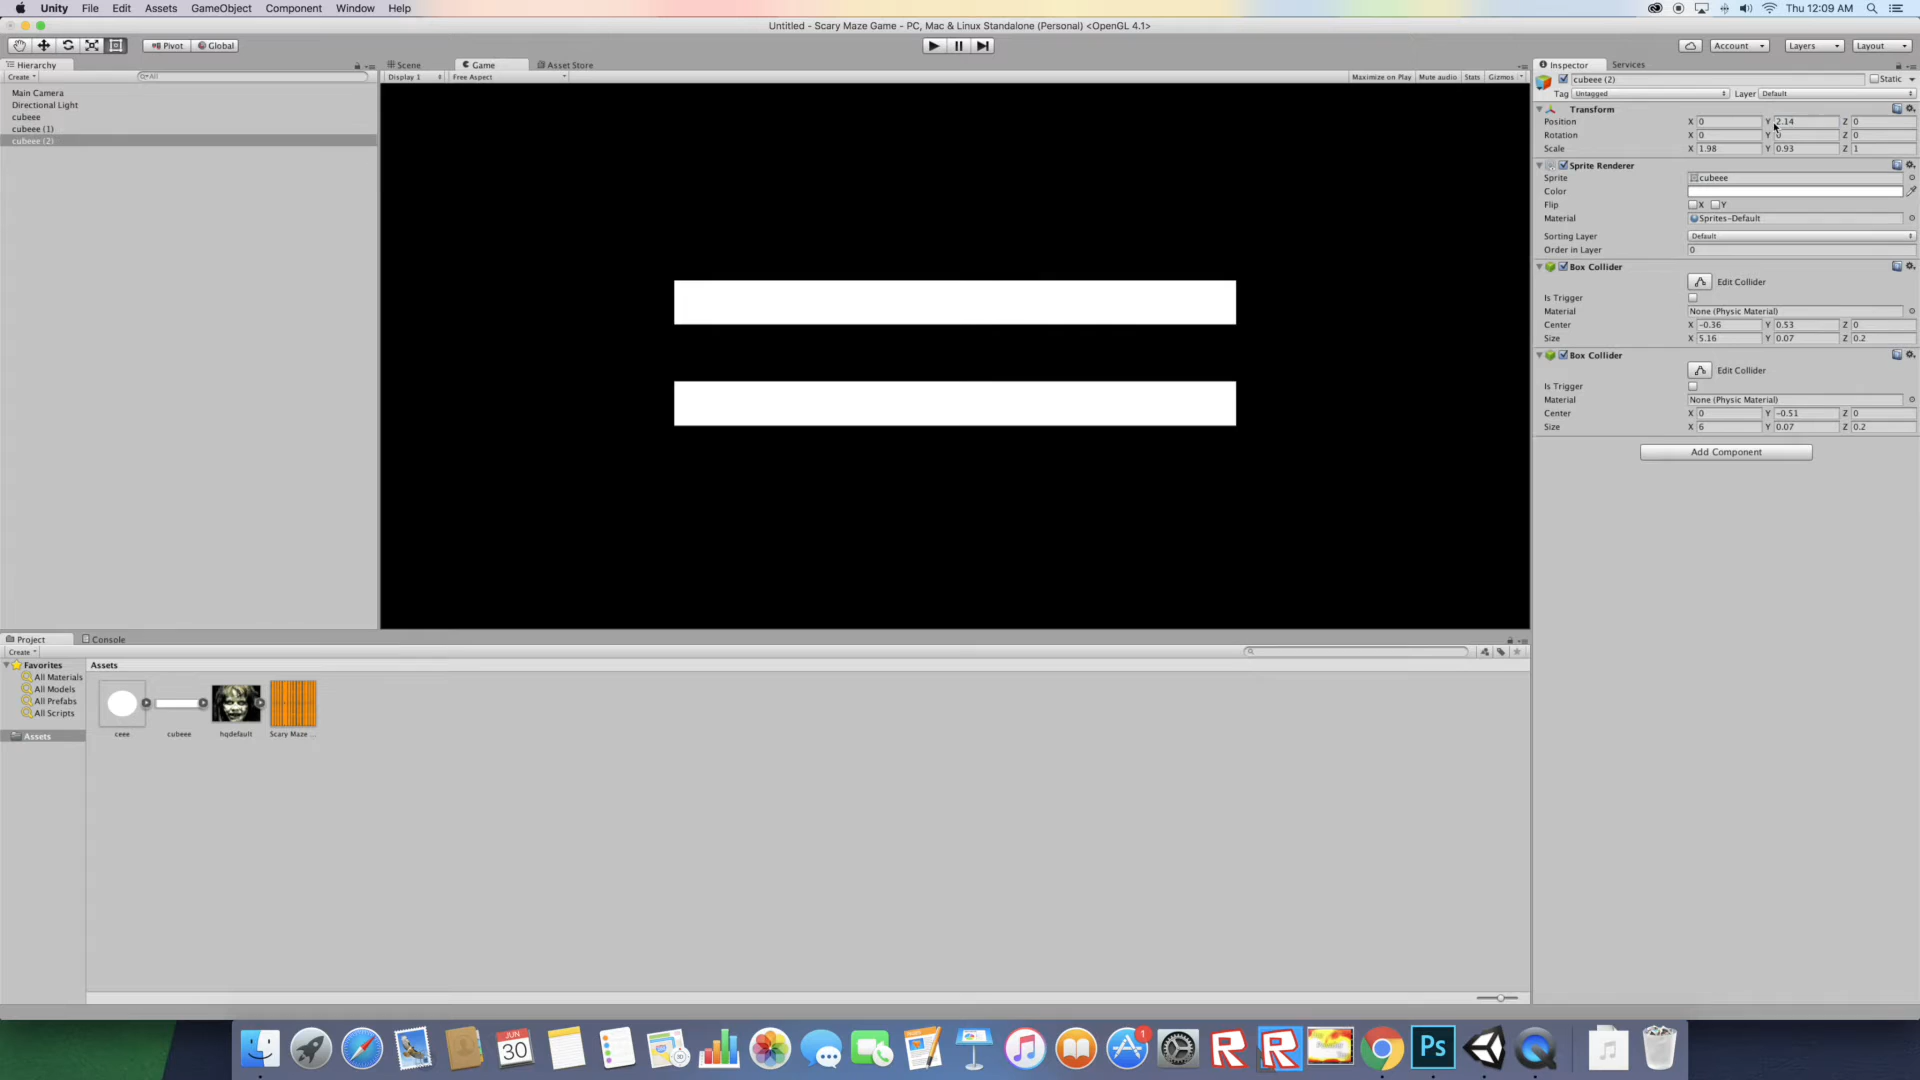 Unity File Edit Assets GameObject Component Window Help Thu 12:09 AM
Untitled - Scary Maze Game - PC, Mac & Linux Standalone (Personal) <OpenGL 4.1>
Pivot Global Account Layers Layout
Hierarchy Scene Game Asset Store Inspector Services
Create All Display 1 Free Aspect Maximize on Play Mute audio Stats Gizmos cubeee (2) Static
Main Camera Tag Untagged Layer Default
Directional Light Transform
cubeee Position X 0 Y 2.14 Z 0
cubeee (1) Rotation X 0 Y 0 Z 0
cubeee (2) Scale X 1.98 Y 0.93 Z 1
Sprite Renderer
Sprite cubeee
Color
Flip X Y
Material Sprites-Default
Sorting Layer Default
Order in Layer 0
Box Collider
Edit Collider
Is Trigger
Material None (Physic Material)
Center X -0.36 Y 0.53 Z 0
Size X 5.16 Y 0.07 Z 0.2
Box Collider
Edit Collider
Is Trigger
Material None (Physic Material)
Center X 0 Y -0.51 Z 0
Size X 6 Y 0.07 Z 0.2
Add Component
Project Console
Create
Favorites Assets
All Materials
All Models
All Prefabs
All Scripts
Assets ceee cubeee hqdefault Scary Maze ...
JUN
30
3D
1
Ps